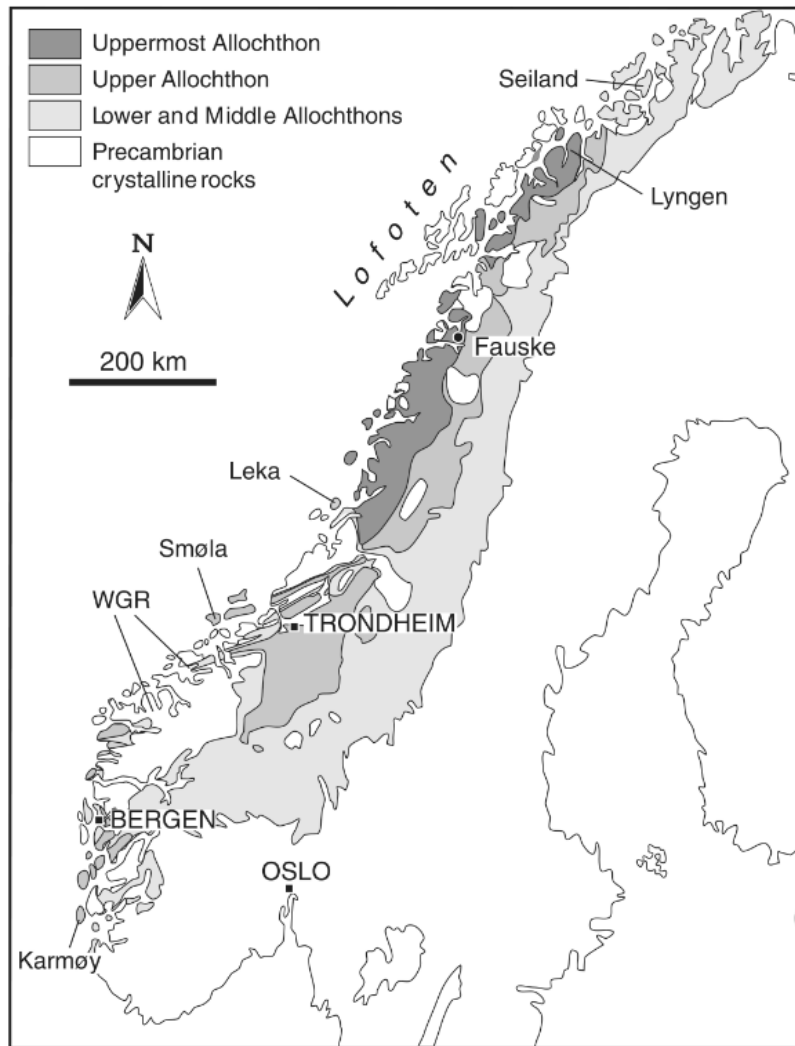 Uppermost Allochthon
Upper Allochthon
Lower and Middle Allochthons
Precambrian
crystalline rocks
Seiland
Lyngen
Lofoten
N
200 km
Fauske
Leka
Smøla
WGR
TRONDHEIM
BERGEN
OSLO
Karmøy